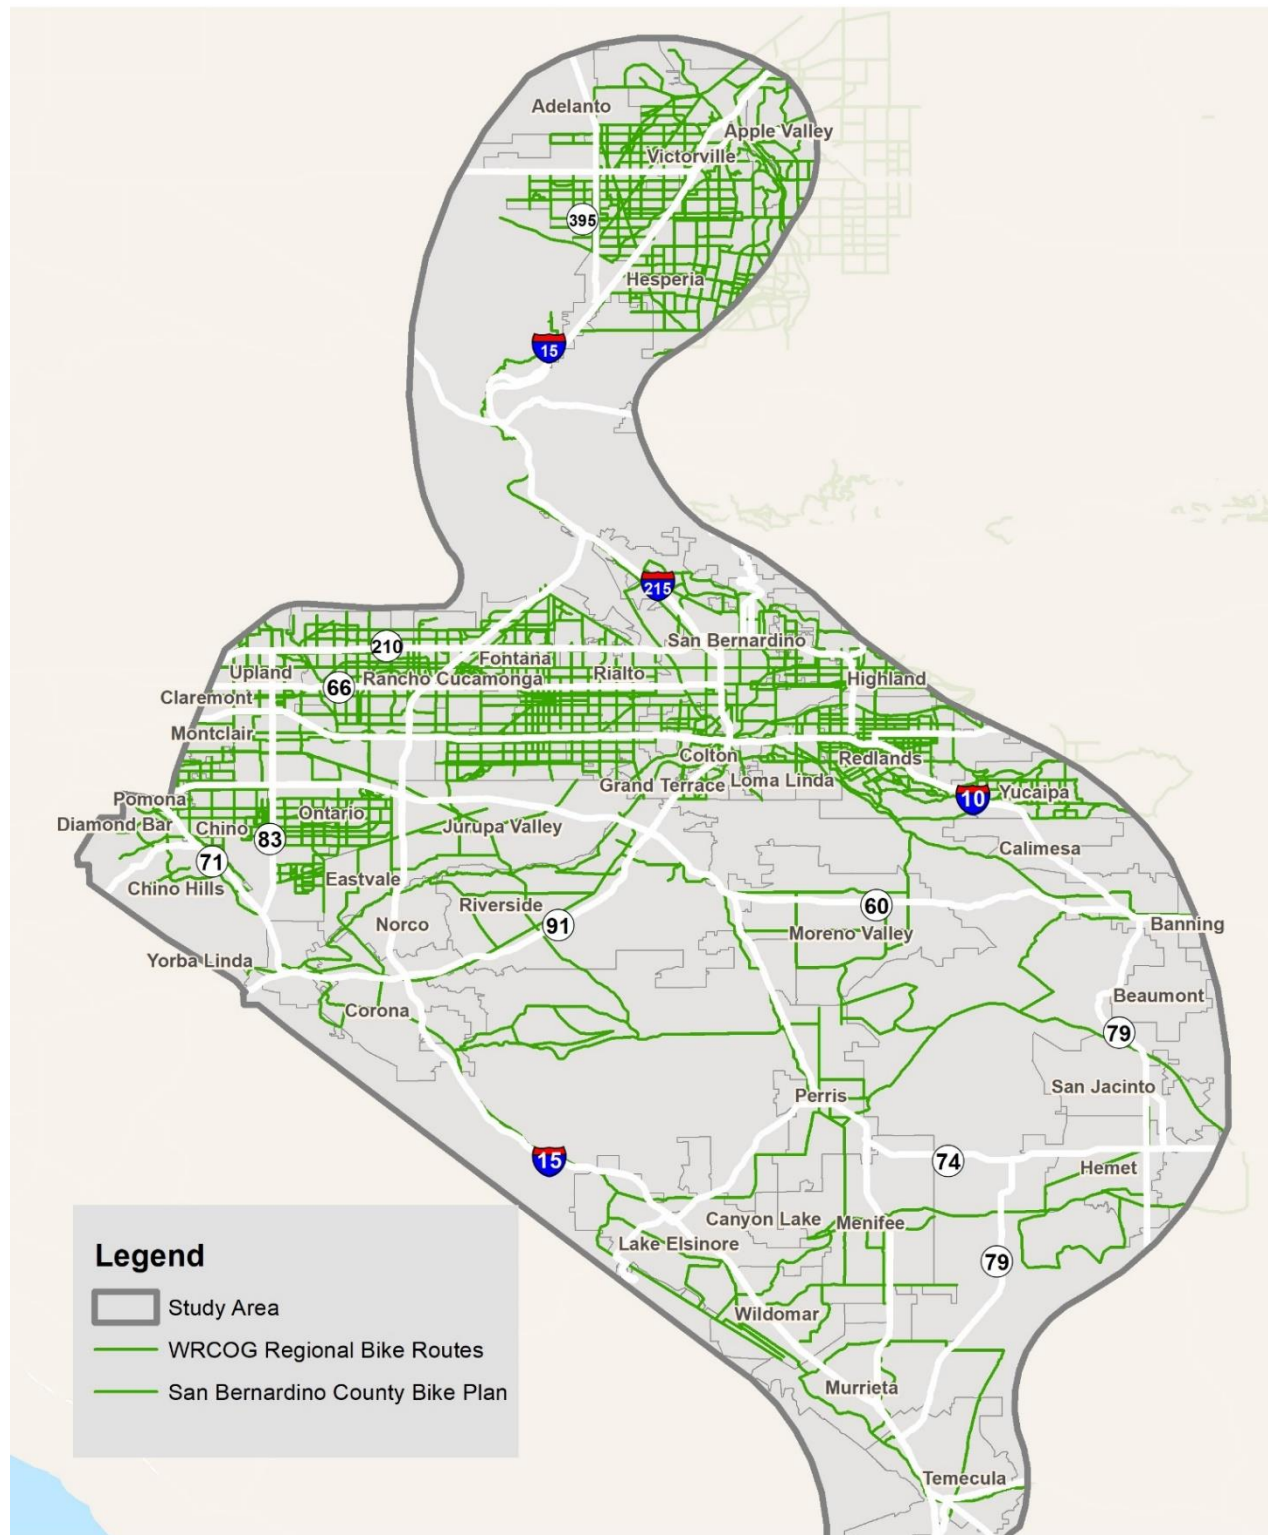 Adelanto
Apple Valley
Victorville
395
Hesperia
15
215
San Bernardino
210
Fontana
Upland
Rancho Cucamonga
Rialto
Highland
66
Claremont
Montclair
Colton
Redlands
Grand Terrace
Loma Linda
10
Yucaipa
Pomona
Ontario
Diamond Bar
Chino
83
Jurupa Valley
Calimesa
71
Chino Hills
Eastvale
Riverside
60
Norco
91
Moreno Valley
Banning
Yorba Linda
Corona
Beaumont
79
Perris
San Jacinto
15
74
Hemet
Canyon Lake
Menifee
Lake Elsinore
79
Wildomar
Murrieta
Temecula
Legend
Study Area
WRCOG Regional Bike Routes
San Bernardino County Bike Plan